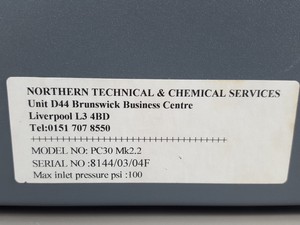 NORTHERN TECHNICAL & CHEMICAL SERVICES
Unit D44 Brunswick Business Centre
Liverpool L3 4BD
Tel:0151 707 8550
++++++++++++++++++++++++++++++++++++++
MODEL NO: PC30 Mk2.2
SERIAL NO :8144/03/04F
Max inlet pressure psi :100